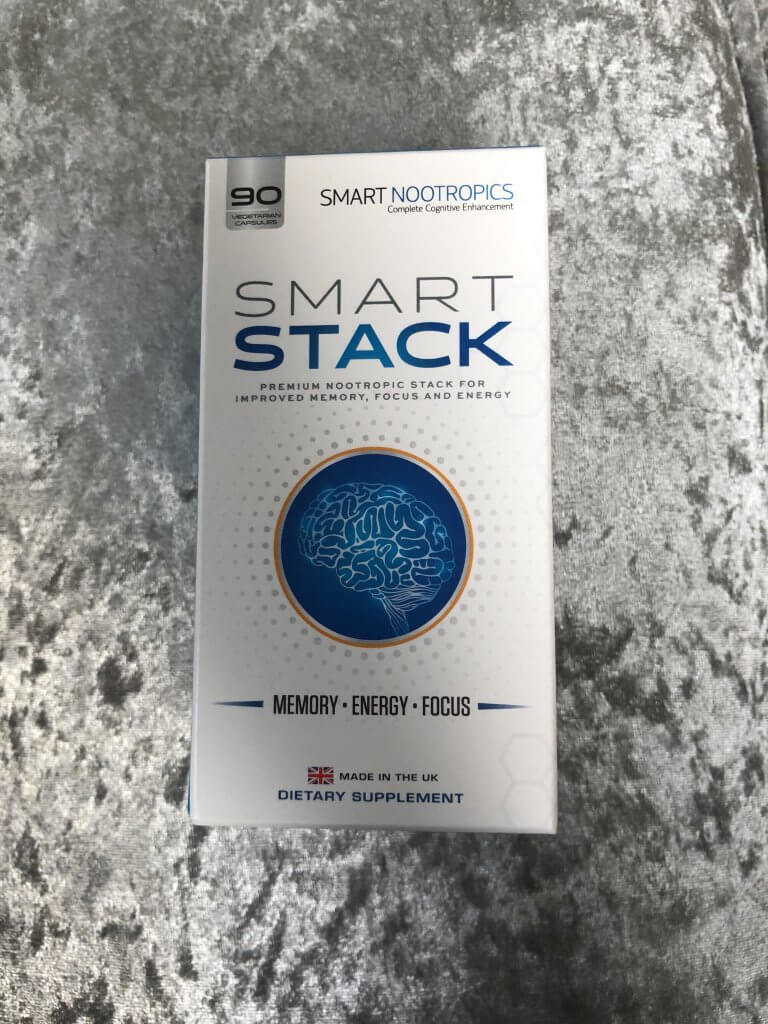 90
VEGETARIAN
CAPSULES
SMART NOOTROPICS
Complete Cognitive Enhancement
SMART
STACK
PREMIUM NOOTROPIC STACK FOR
IMPROVED MEMORY, FOCUS AND ENERGY
MEMORY • ENERGY • FOCUS
MADE IN THE UK
DIETARY SUPPLEMENT